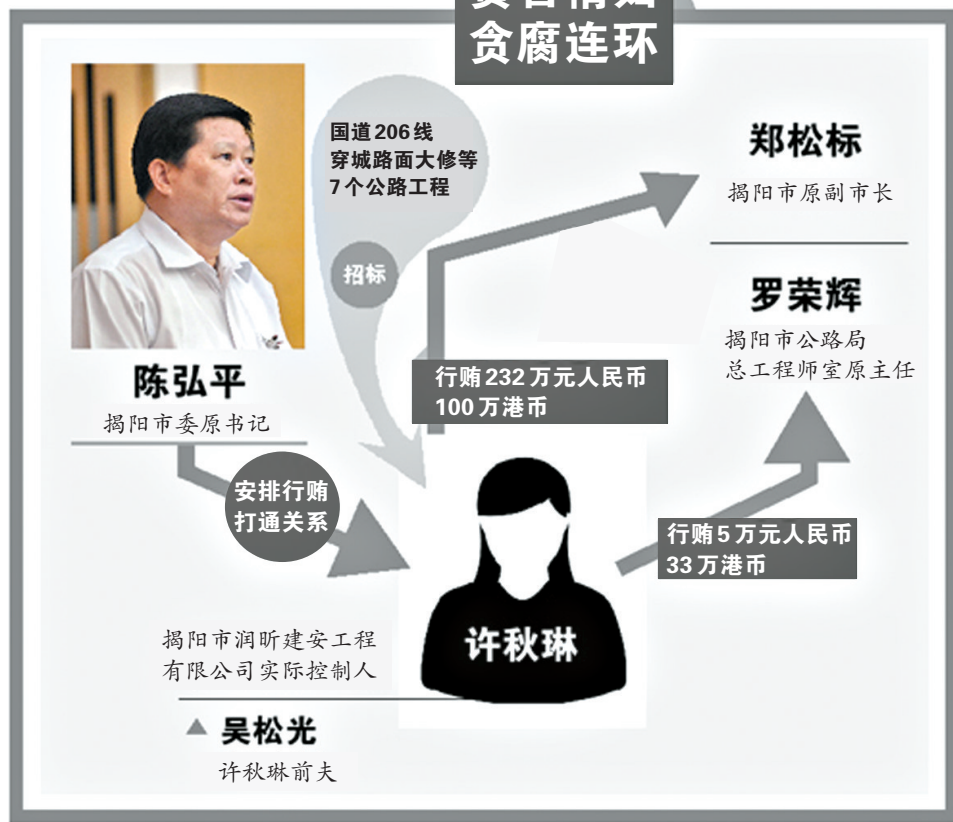 贪腐连环
国道206线
穿城路面大修等
7个公路工程
招标
陈弘平
揭阳市委原书记
安排行贿
打通关系
郑松标
揭阳市原副市长
罗荣辉
揭阳市公路局
总工程师室原主任
行贿232万元人民币
100万港币
行贿5万元人民币
33万港币
许秋琳
揭阳市润昕建安工程
有限公司实际控制人
▲吴松光
许秋琳前夫